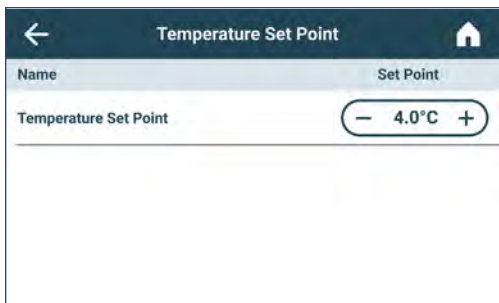 Temperature Set Point
Name Set Point
Temperature Set Point − 4.0°C +